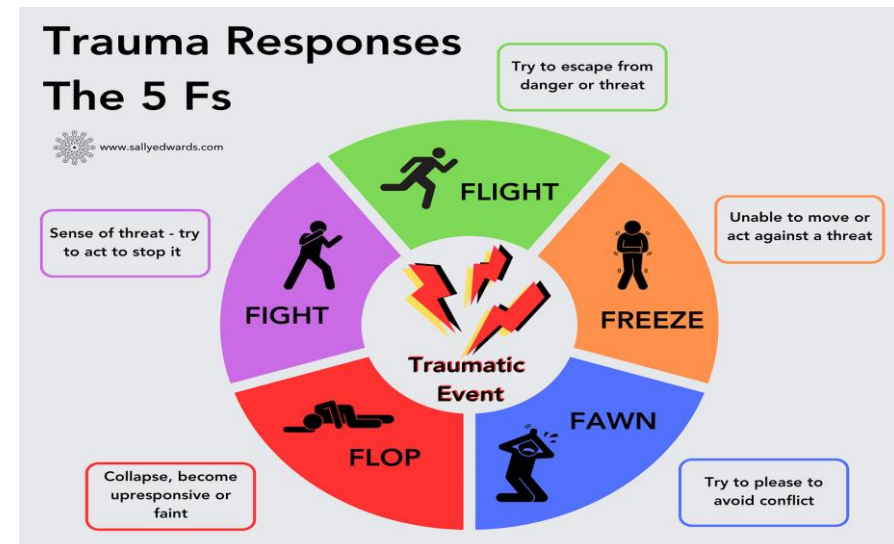 Trauma Responses
The 5 Fs
www.sallyedwards.com
Try to escape from
danger or threat
FLIGHT
Sense of threat - try
to act to stop it
FIGHT
Unable to move or
act against a threat
FREEZE
Traumatic
Event
FLOP
FAWN
Collapse, become
upresponsive or
faint
Try to please to
avoid conflict